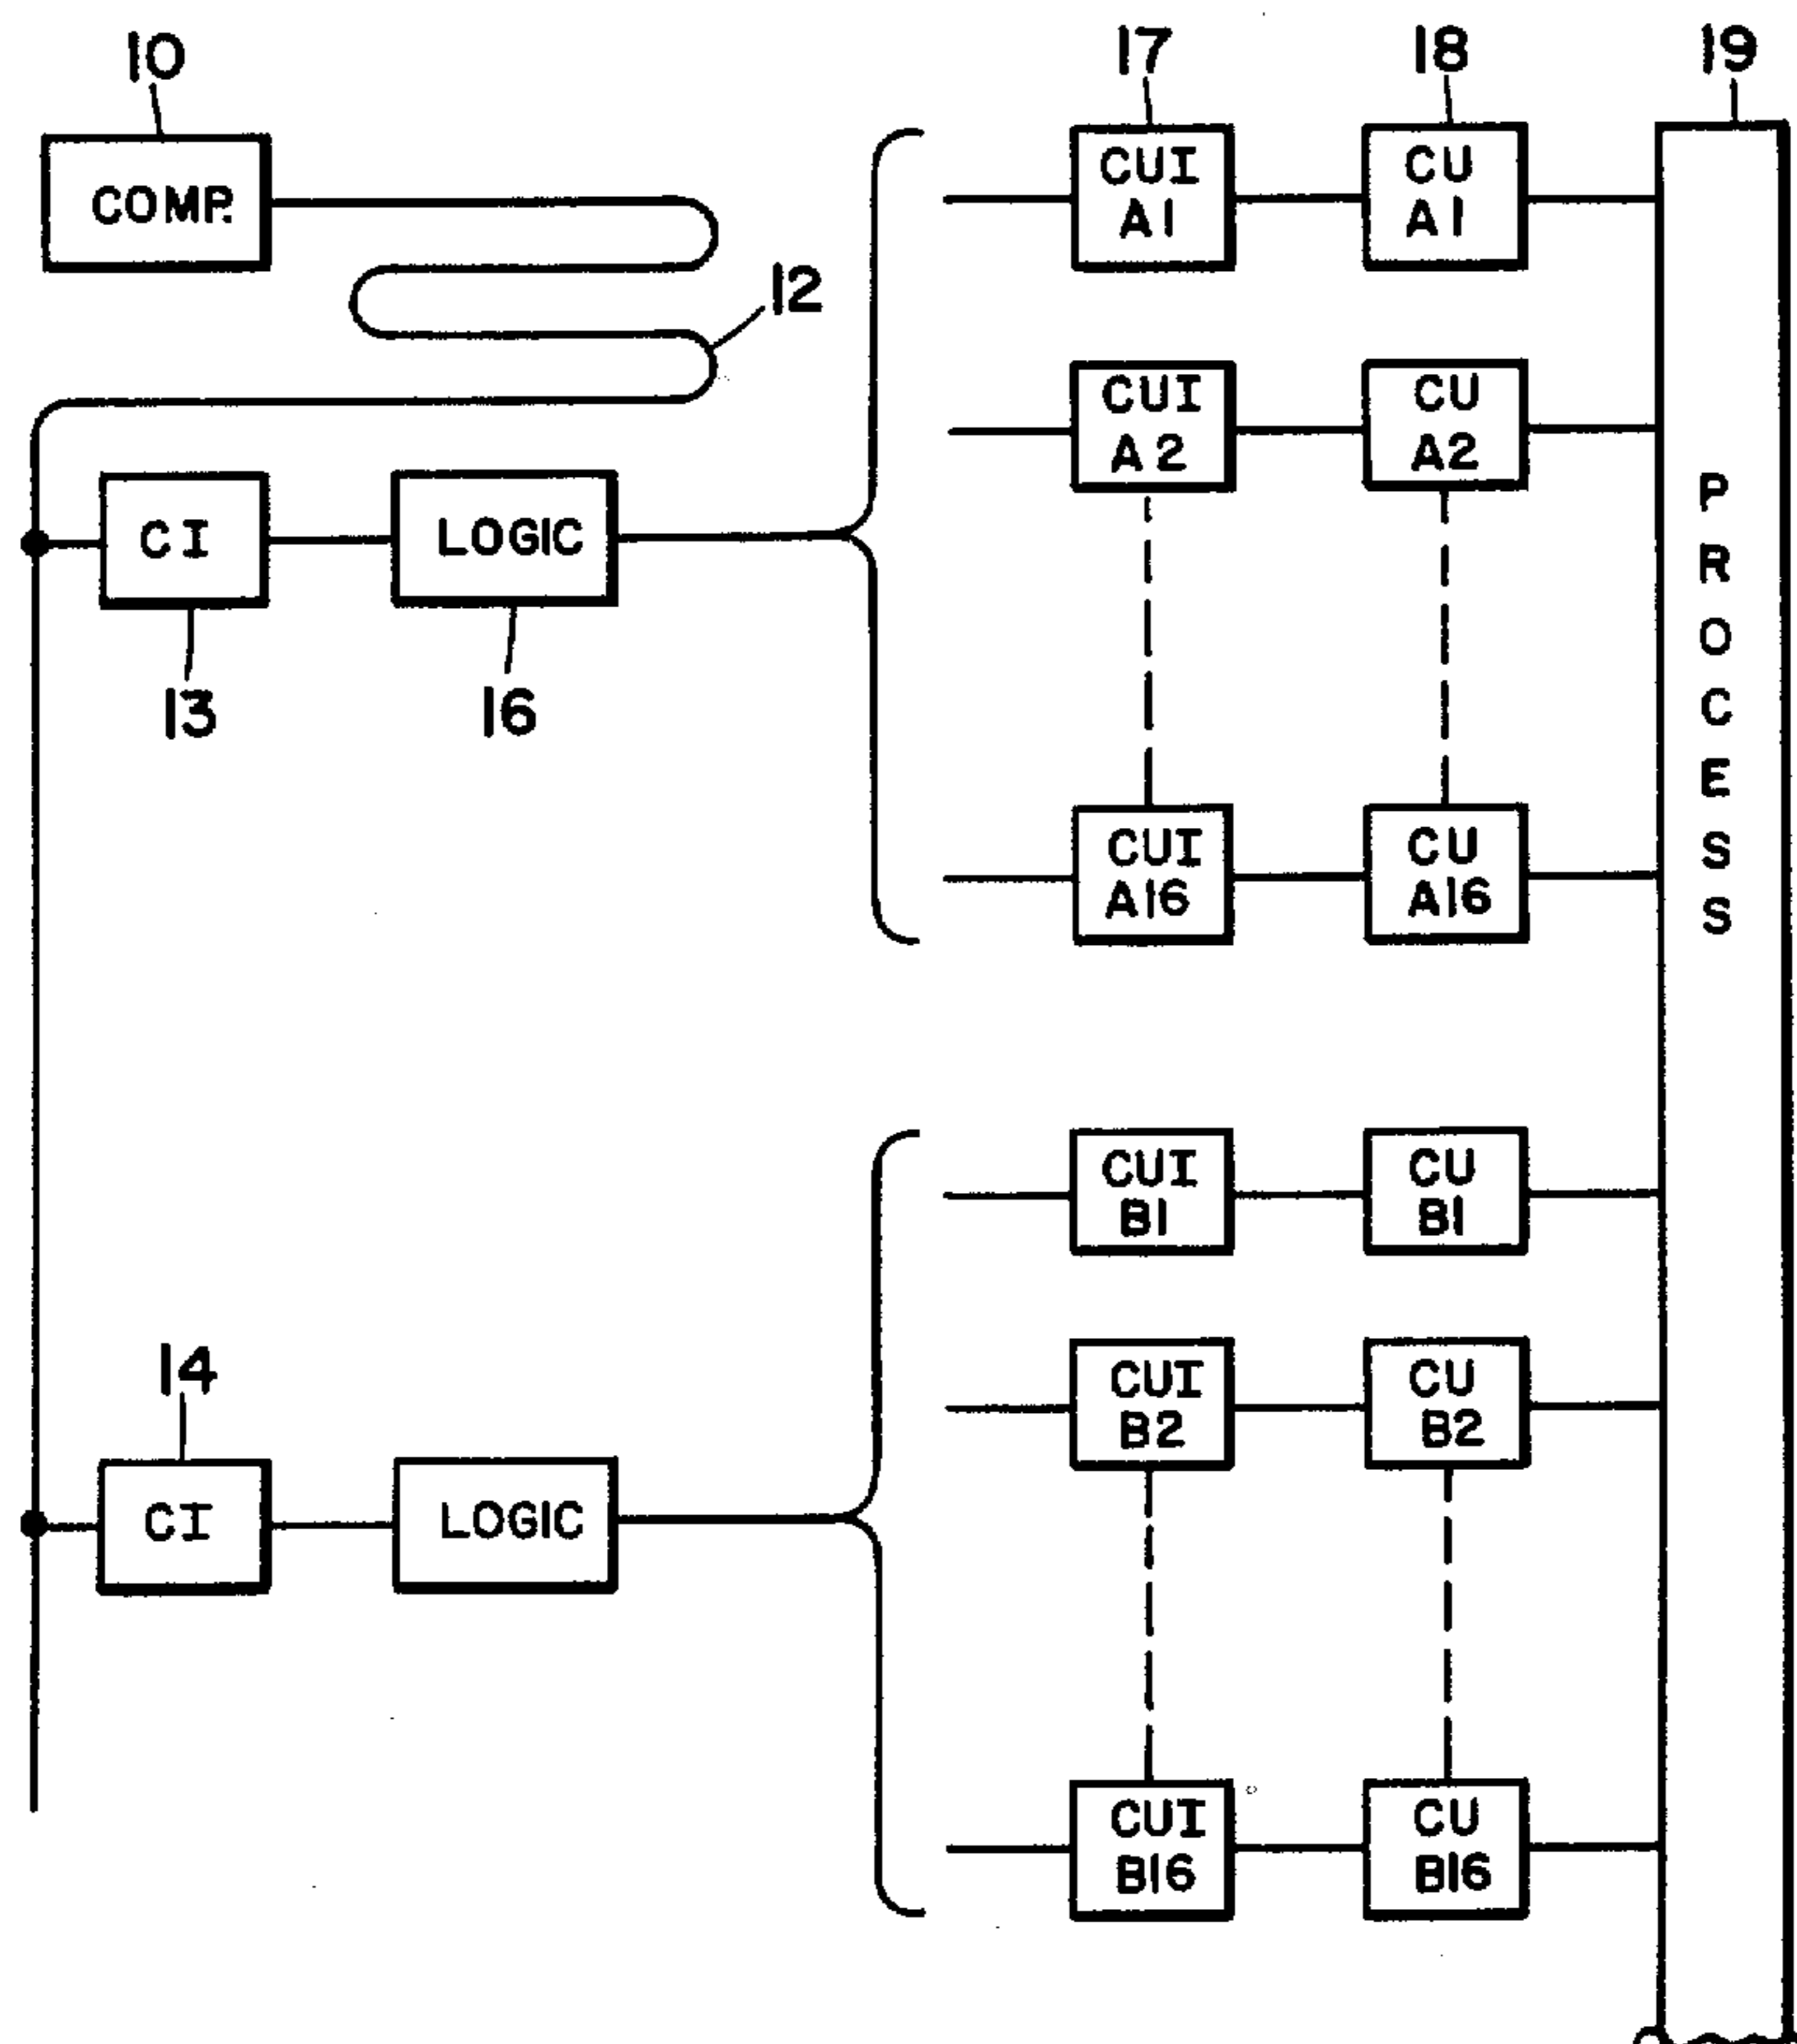 10
17
18
19
COMP.
CUI
A1
CU
A1
12
CUI
A2
CU
A2
PROCESS
CI
LOGIC
13
16
CUI
A16
CU
A16
CUI
B1
CU
B1
14
CUI
B2
CU
B2
CI
LOGIC
CUI
B16
CU
B16